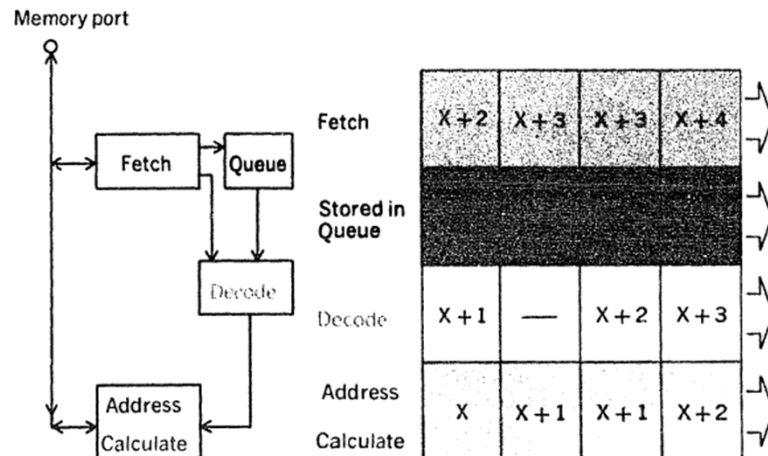 Memory port
Fetch
Queue
Decode
Address
Calculate
Fetch
X + 2 X + 3 X + 3 X + 4
Stored in
Queue
Decode
X + 1 — X + 2 X + 3
Address
Calculate
X X + 1 X + 1 X + 2